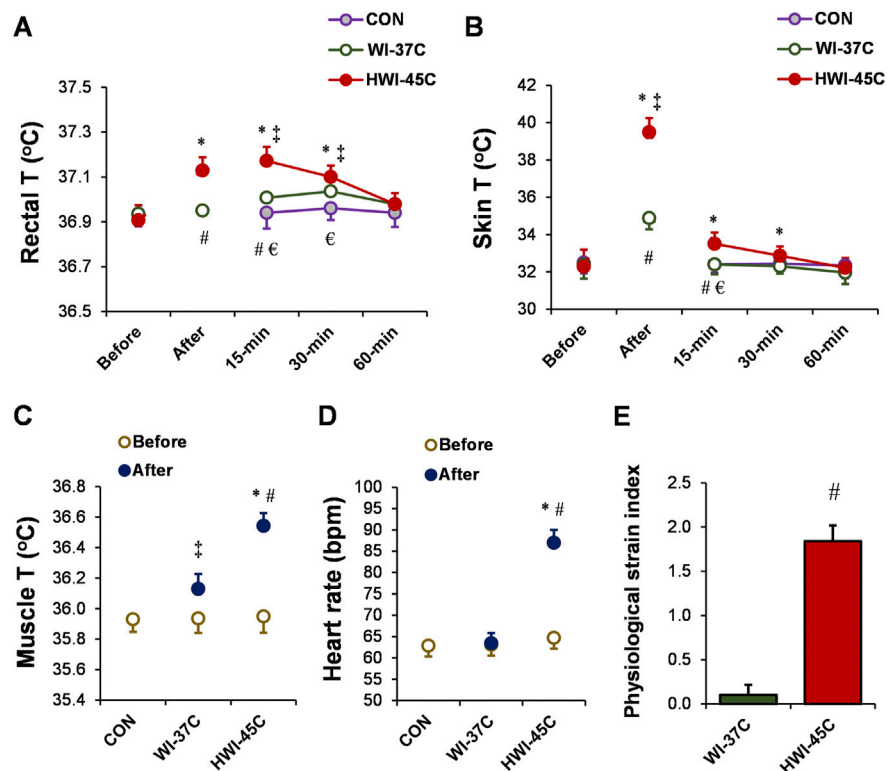 A
CON
WI-37C
HWI-45C
Rectal T (oC)
37.5
37.3
37.1
36.9
36.7
36.5
*
* ‡
* ‡
#
# €
€
Before
After
15-min
30-min
60-min
B
CON
WI-37C
HWI-45C
Skin T (oC)
42
40
38
36
34
32
30
* ‡
*
*
#
# €
Before
After
15-min
30-min
60-min
C
Before
After
Muscle T (oC)
36.8
36.6
36.4
36.2
36.0
35.8
35.6
35.4
‡
* #
CON
WI-37C
HWI-45C
D
Before
After
Heart rate (bpm)
100
95
90
85
80
75
70
65
60
55
50
* #
CON
WI-37C
HWI-45C
E
Physiological strain index
2.5
2.0
1.5
1.0
0.5
0.0
#
WI-37C
HWI-45C